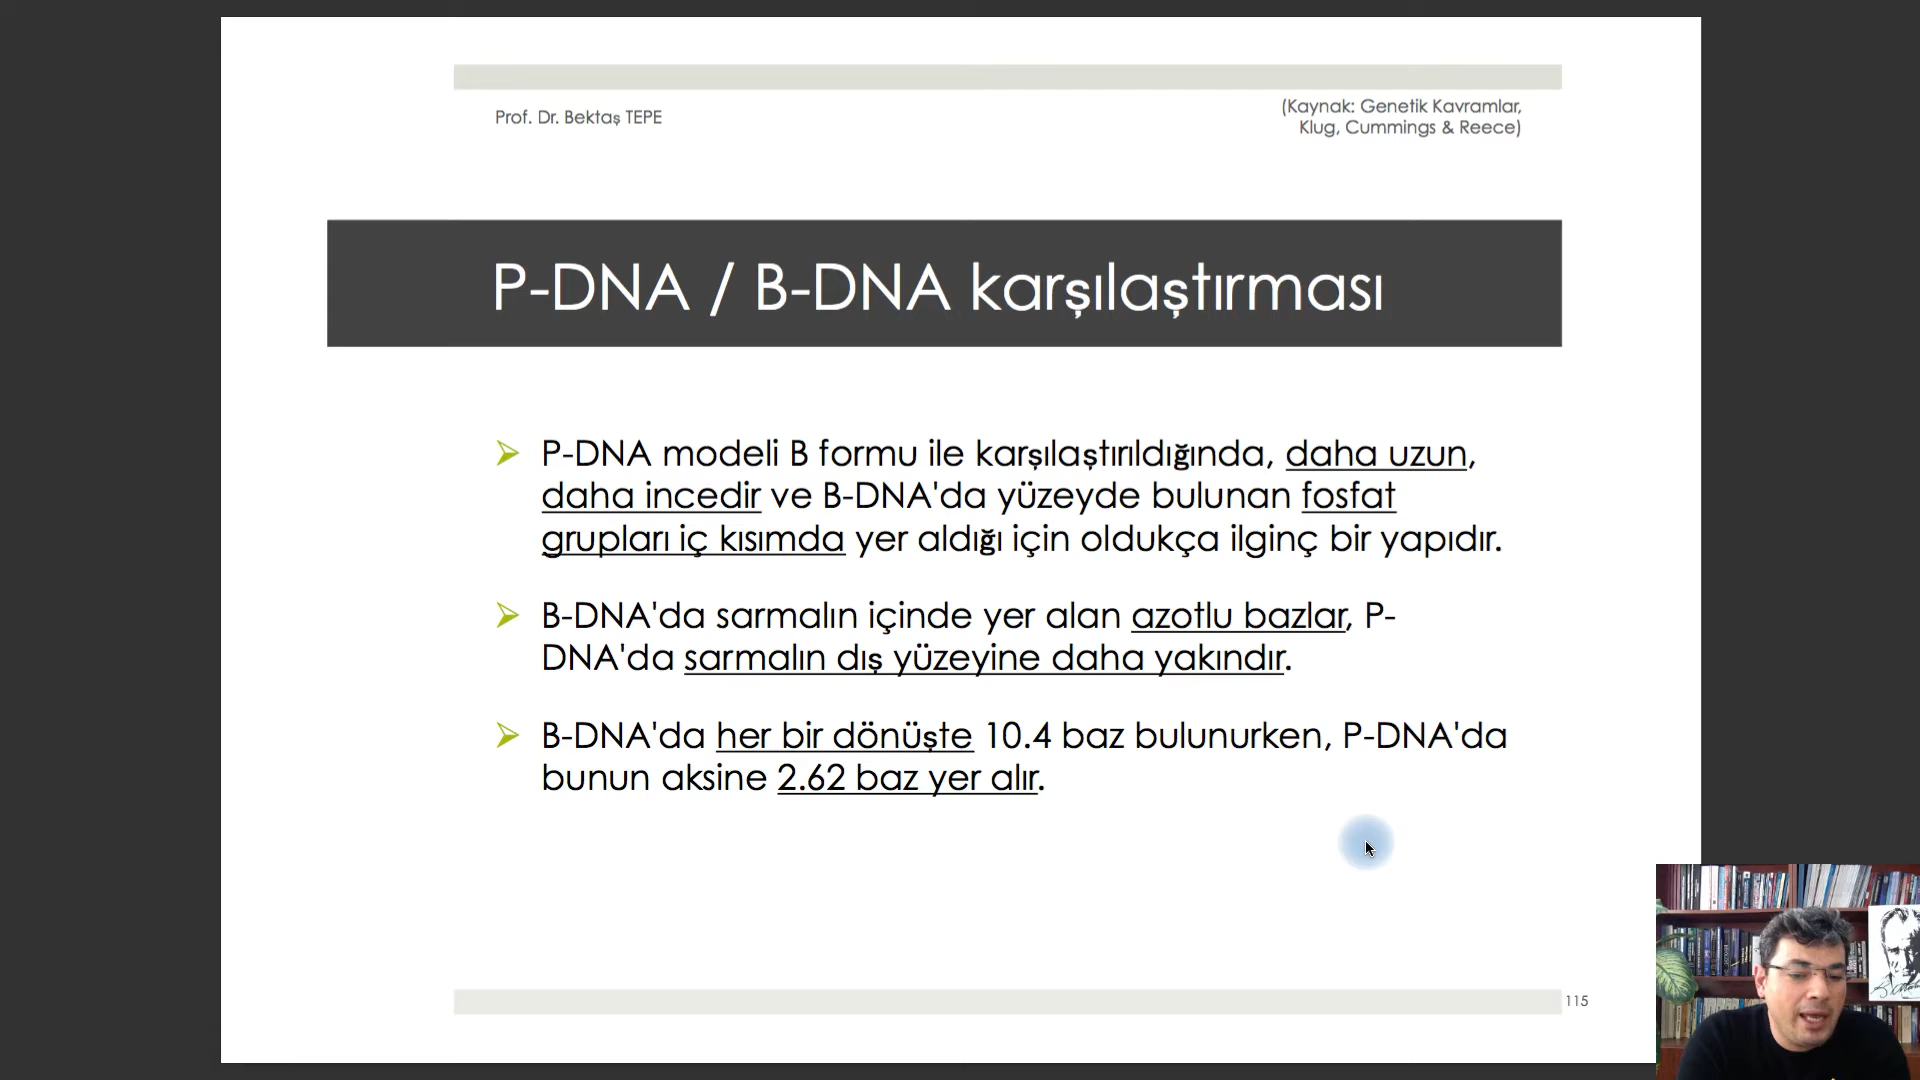 Prof. Dr. Bektaş TEPE
(Kaynak: Genetik Kavramlar,
Klug, Cummings & Reece)
P-DNA / B-DNA karşılaştırması
P-DNA modeli B formu ile karşılaştırıldığında, daha uzun,
daha incedir ve B-DNA'da yüzeyde bulunan fosfat
grupları iç kısımda yer aldığı için oldukça ilginç bir yapıdır.
B-DNA'da sarmalın içinde yer alan azotlu bazlar, P-
DNA'da sarmalın dış yüzeyine daha yakındır.
B-DNA'da her bir dönüşte 10.4 baz bulunurken, P-DNA'da
bunun aksine 2.62 baz yer alır.
115